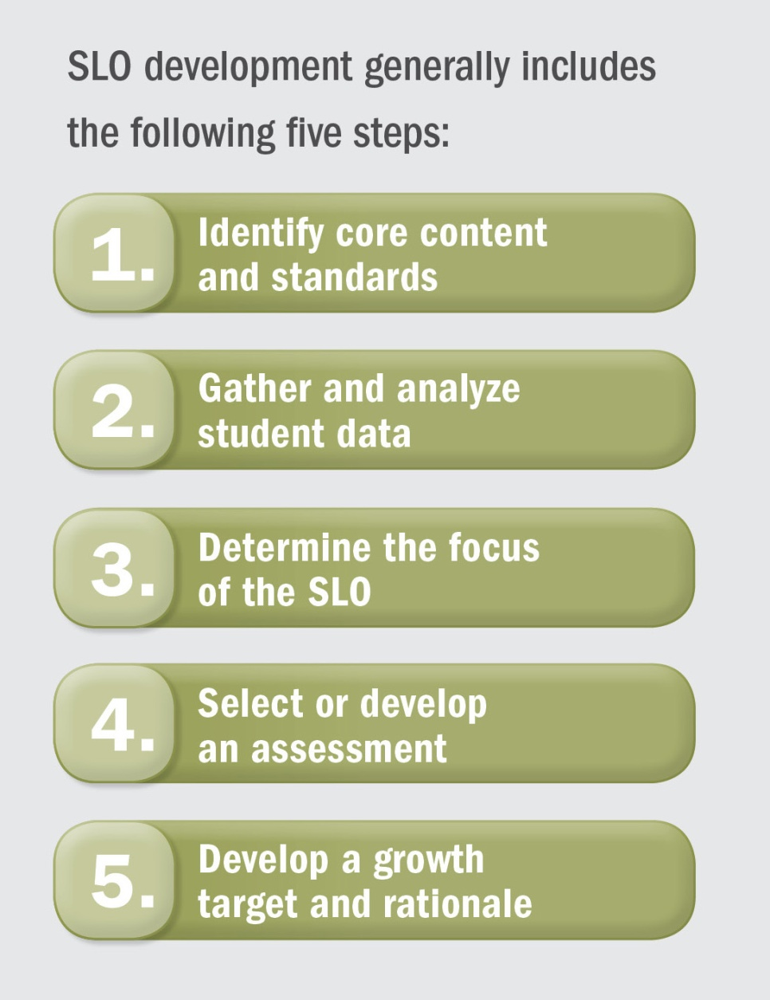 SLO development generally includes
the following five steps:
1. Identify core content
and standards
2. Gather and analyze
student data
3. Determine the focus
of the SLO
4. Select or develop
an assessment
5. Develop a growth
target and rationale